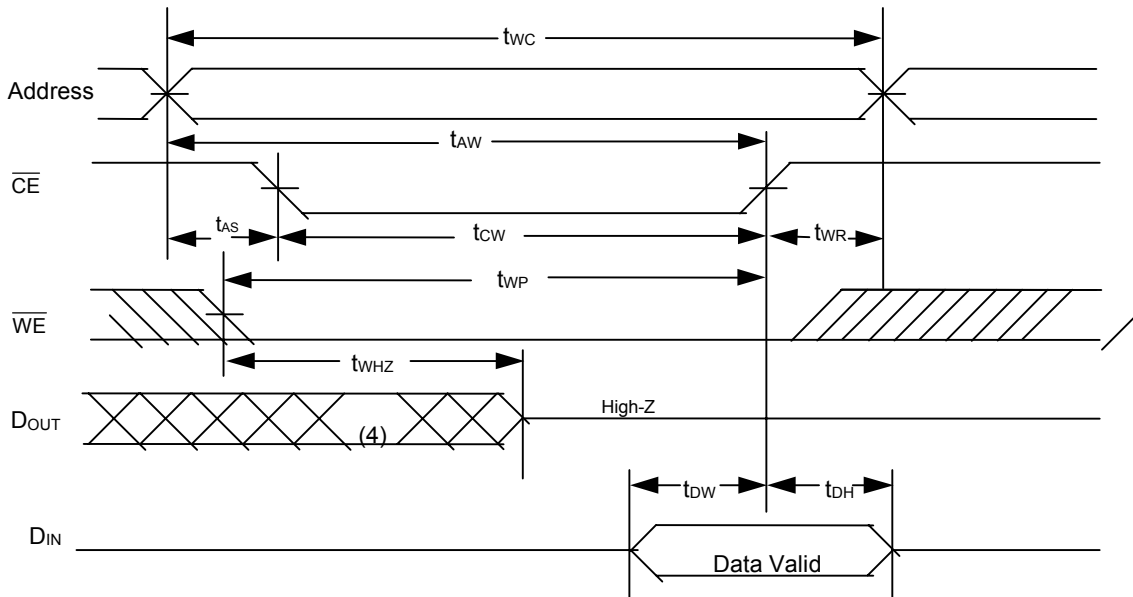 tWC
Address
tAW
CE
tAS
tCW
tWR
tWP
WE
tWHZ
DOUT
(4)
High-Z
tDW
tDH
DIN
Data Valid